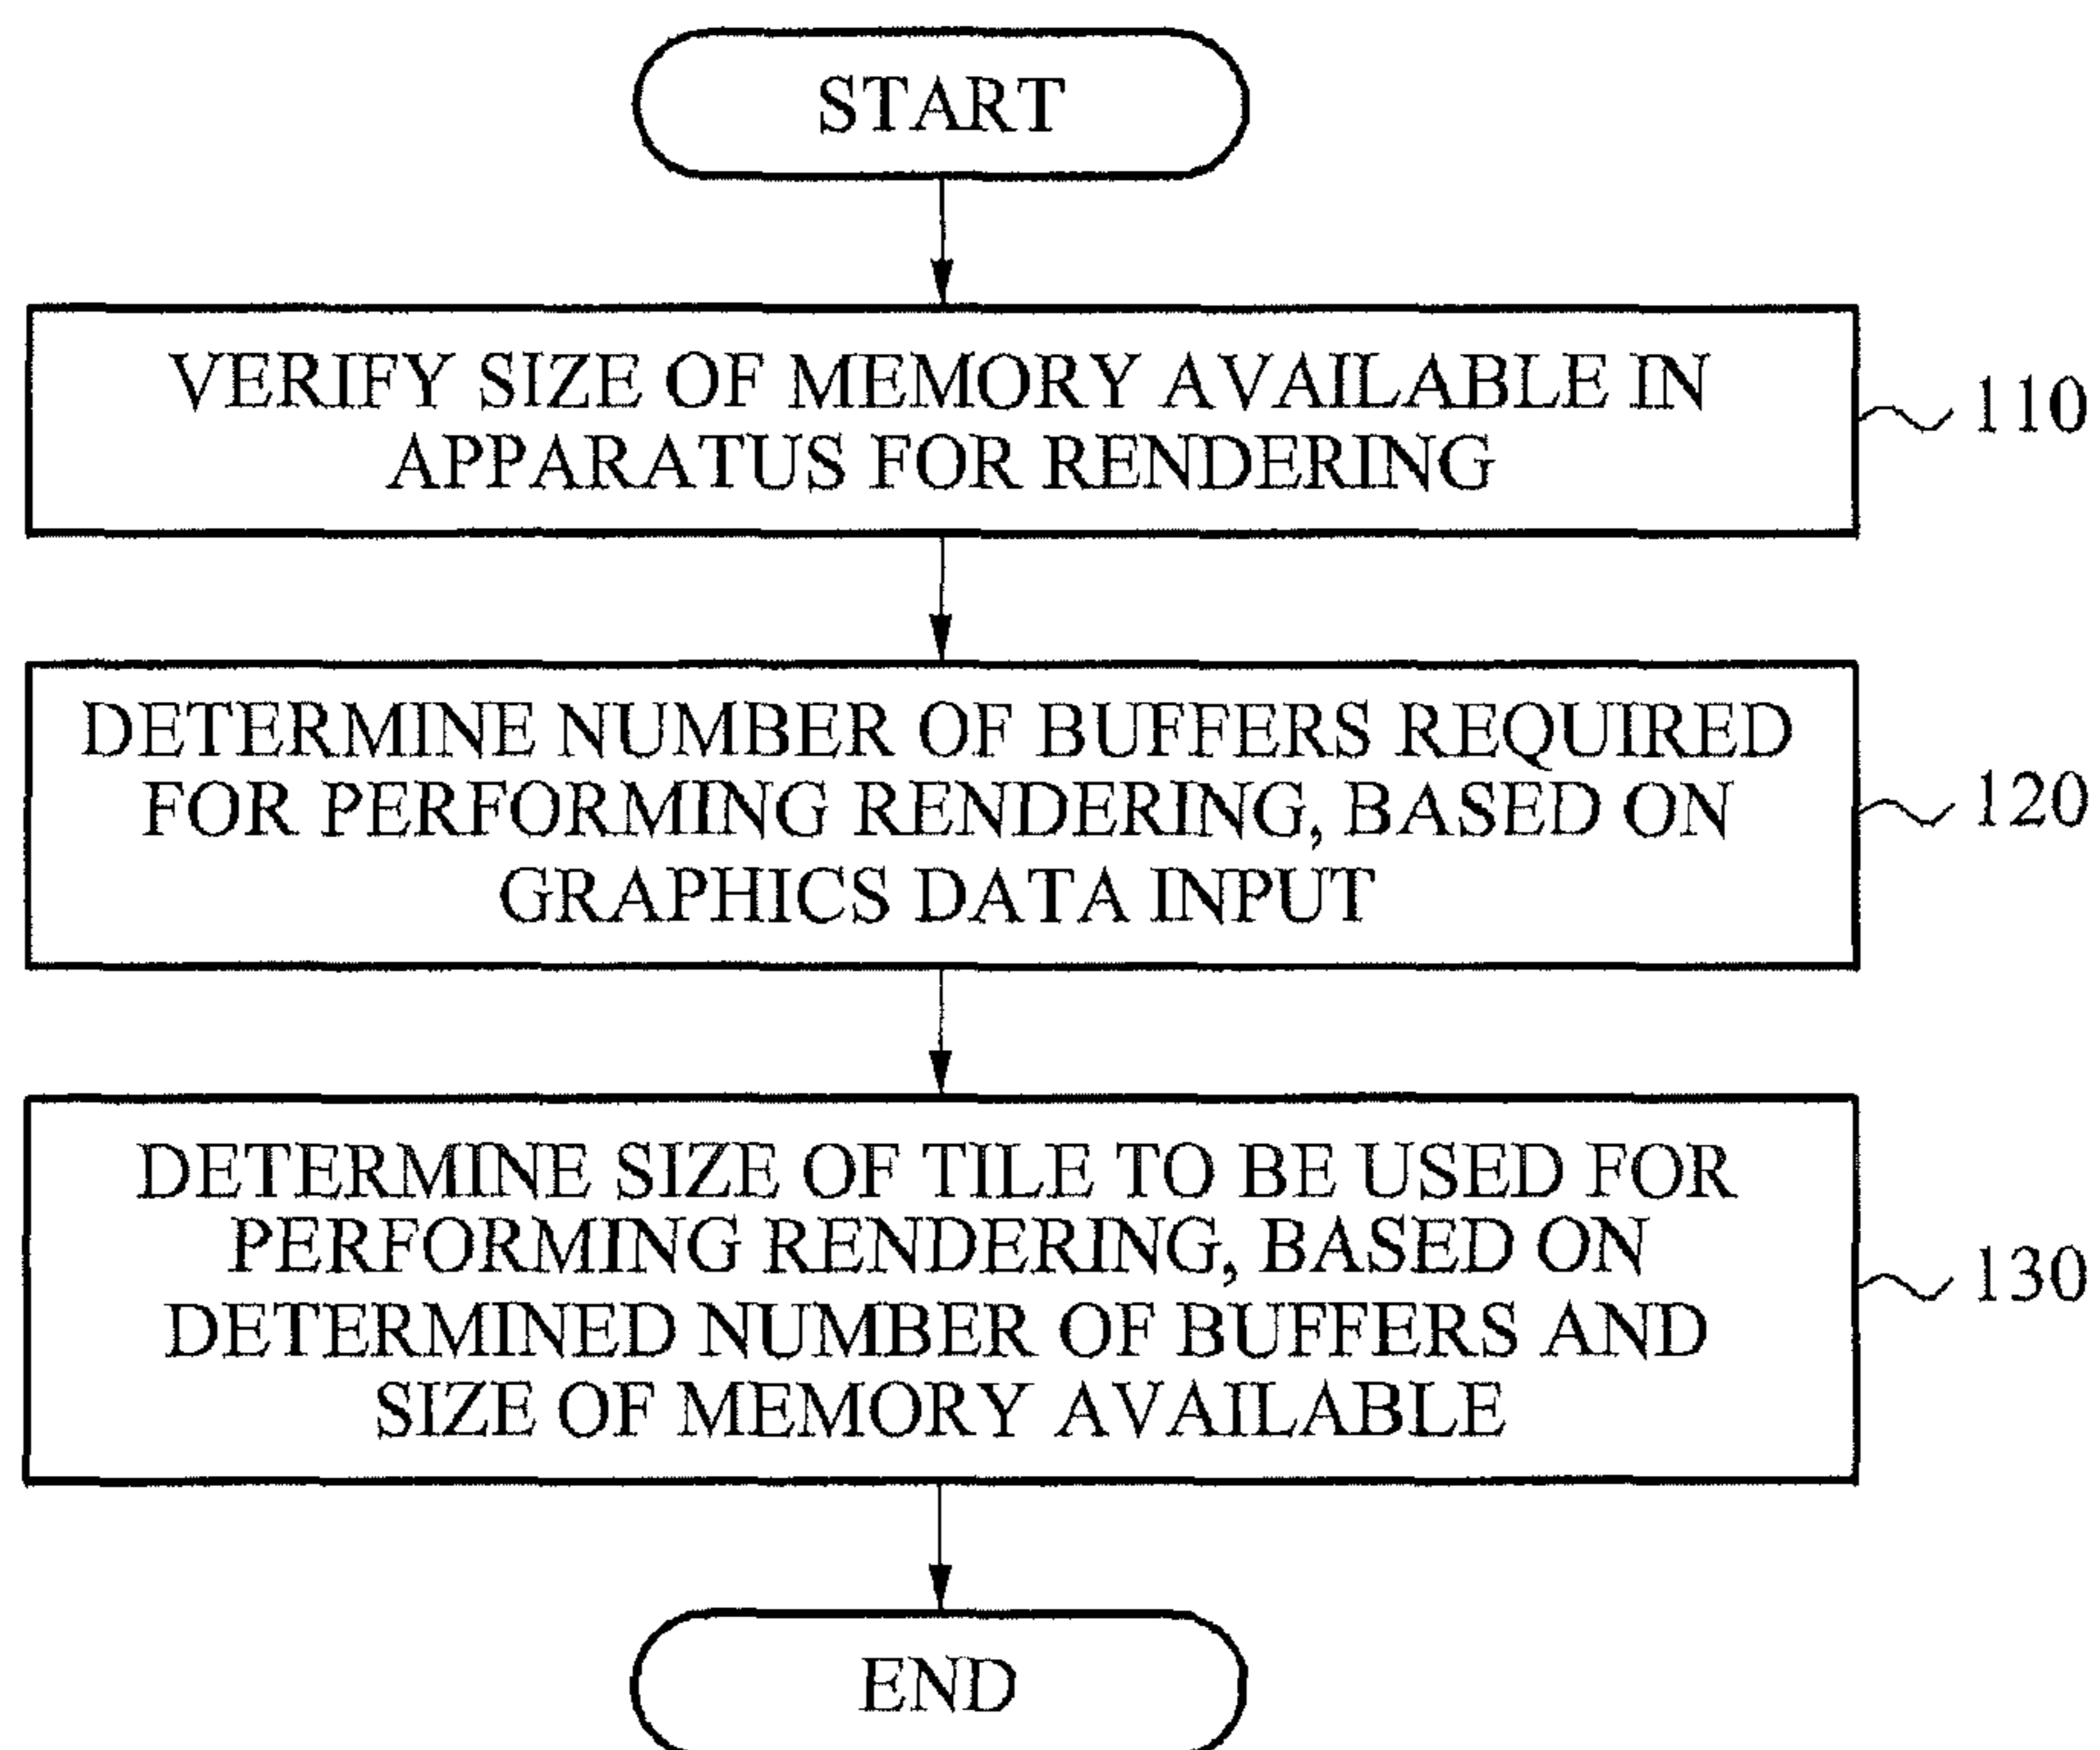 START
VERIFY SIZE OF MEMORY AVAILABLE IN
APPARATUS FOR RENDERING
110
DETERMINE NUMBER OF BUFFERS REQUIRED
FOR PERFORMING RENDERING, BASED ON
GRAPHICS DATA INPUT
120
DETERMINE SIZE OF TILE TO BE USED FOR
PERFORMING RENDERING, BASED ON
DETERMINED NUMBER OF BUFFERS AND
SIZE OF MEMORY AVAILABLE
130
END